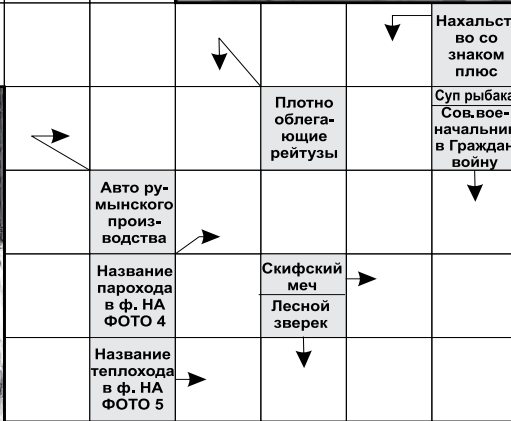 Нахальст
во со
знаком
плюс
Плотно
облега-
ющие
рейтузы
Суп рыбака
Сов.вое-
начальник
в Граждан
войну
Авто ру-
мынского
произ-
водства
Название
парохода
в ф. НА
ФОТО 4
Скифский
меч
Лесной
зверек
Название
теплохода
в ф. НА
ФОТО 5